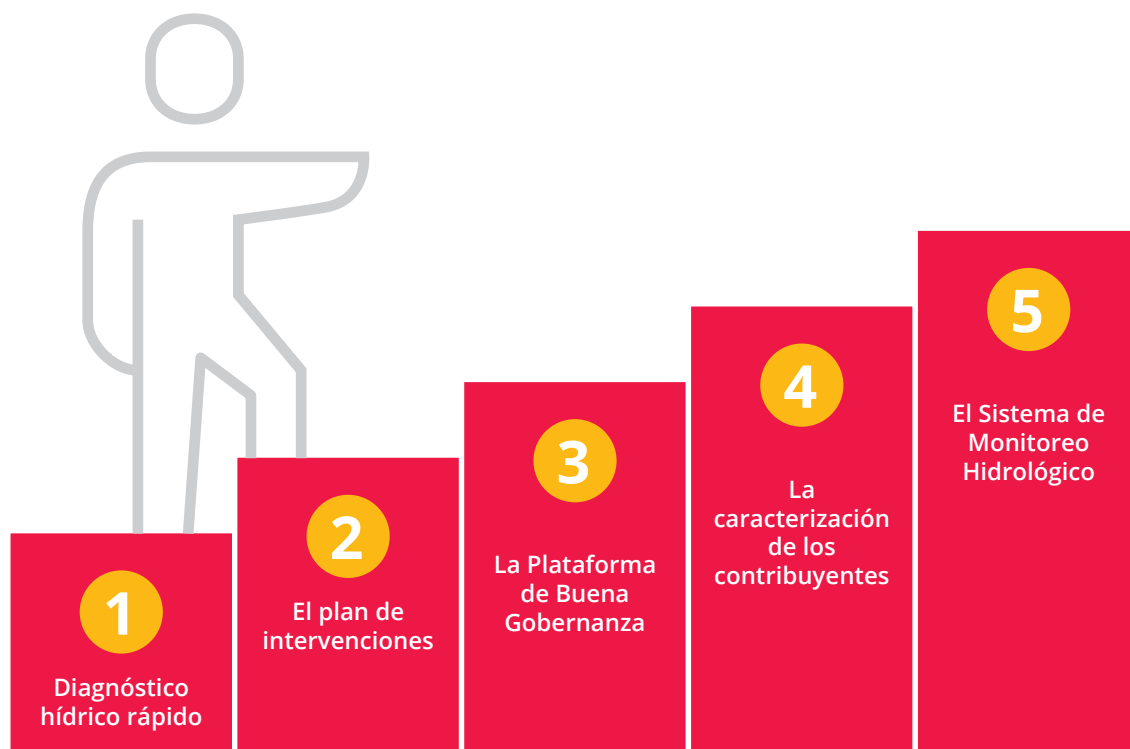 1
Diagnóstico
hídrico rápido
2
El plan de
intervenciones
3
La Plataforma
de Buena
Gobernanza
4
La
caracterización
de los
contribuyentes
5
El Sistema de
Monitoreo
Hidrológico